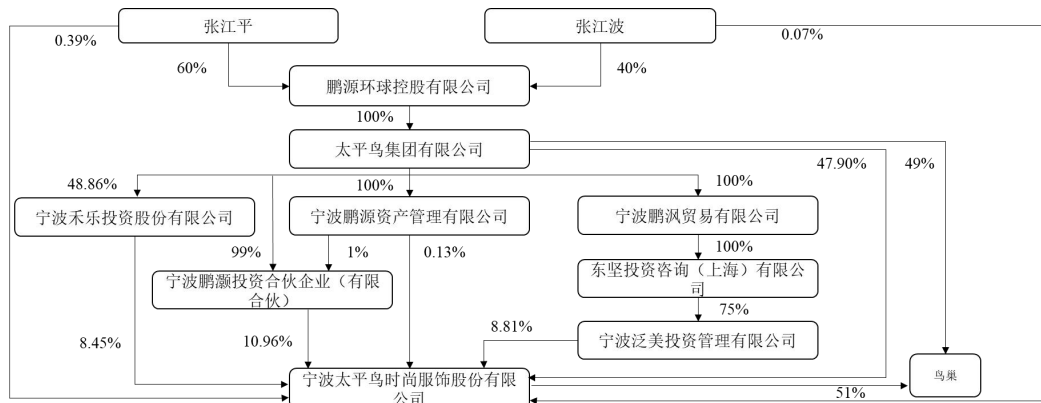 张江平
张江波
0.39%
0.07%
60%
40%
鹏源环球控股有限公司
100%
太平鸟集团有限公司
47.90%
49%
48.86%
100%
100%
宁波禾乐投资股份有限公司
宁波鹏源资产管理有限公司
宁波鹏沨贸易有限公司
99%
1%
0.13%
100%
宁波鹏灏投资合伙企业（有限
合伙）
东坚投资咨询（上海）有限公
司
75%
8.45%
10.96%
8.81%
宁波泛美投资管理有限公司
宁波太平鸟时尚服饰股份有限
公司
鸟巢
51%